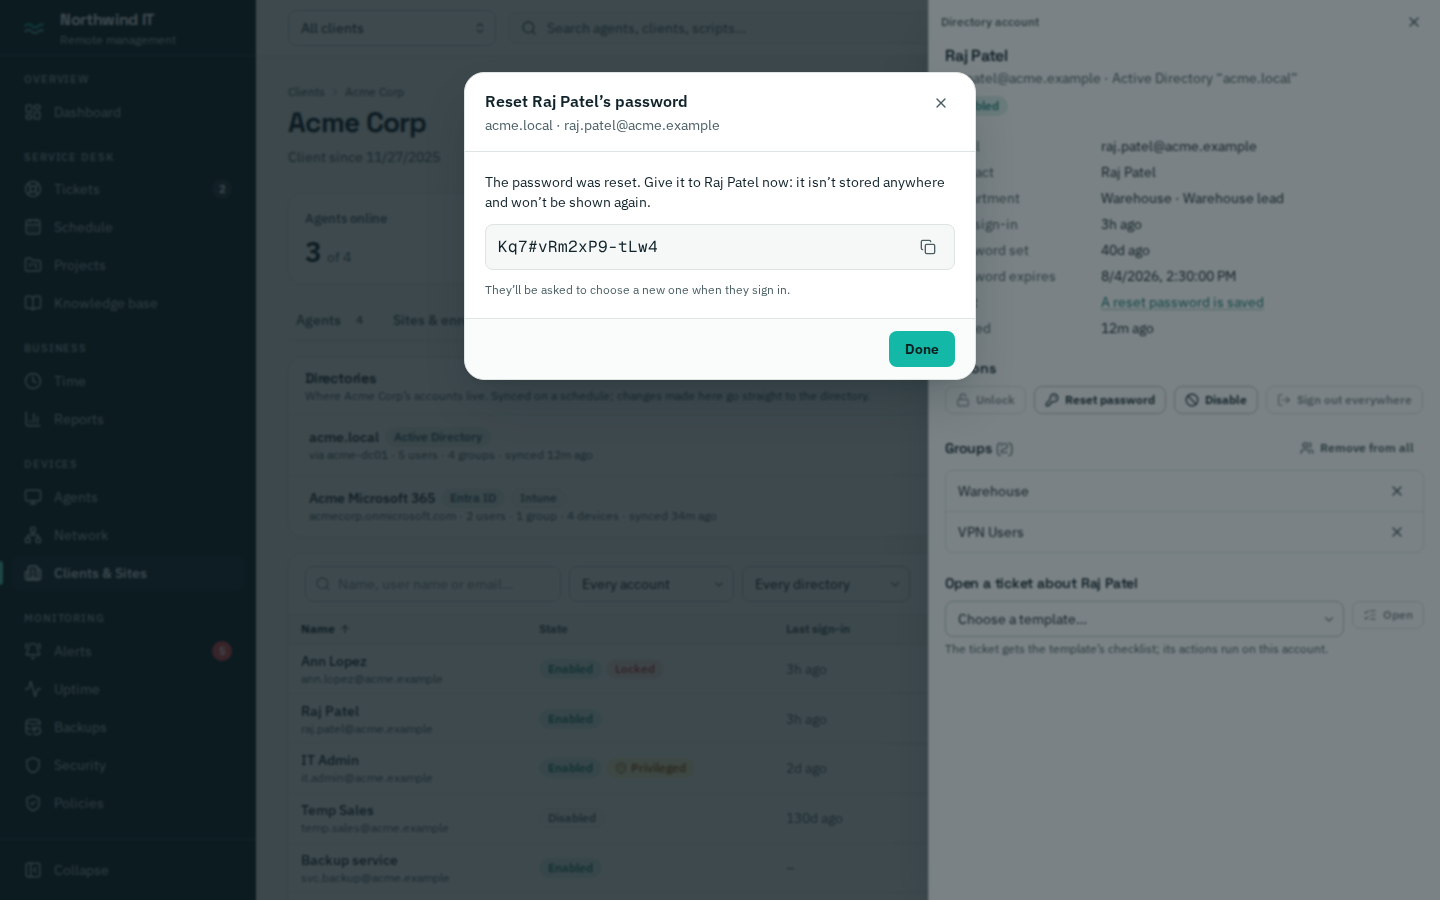 Northwind IT
Remote management
OVERVIEW
Dashboard
SERVICE DESK
Tickets 2
Schedule
Projects
Knowledge base
BUSINESS
Time
Reports
DEVICES
Agents
Network
Clients & Sites
MONITORING
Alerts 5
Uptime
Backups
Security
Policies
Collapse
All clients
Search agents, clients, scripts...
Clients > Acme Corp
Acme Corp
Client since 11/27/2025
Agents online
3 of 4
Agents 4 Sites &
Directories
Where Acme Corp's accounts live. Synced on a schedule; changes made here go straight to the directory.
acme.local Active Directory
via acme-dc01 · 5 users · 4 groups · synced 12m ago
Acme Microsoft 365 Entra ID Intune
acmecorp.onmicrosoft.com · 2 users · 1 group · 4 devices · synced 34m ago
Name, user name or email...
Every account
Every directory
Name ↑ State Last sign-in
Ann Lopez Enabled Locked 3h ago
ann.lopez@acme.example
Raj Patel Enabled 3h ago
raj.patel@acme.example
IT Admin Enabled Privileged 2d ago
it.admin@acme.example
Temp Sales Disabled 130d ago
temp.sales@acme.example
Backup service Enabled –
svc.backup@acme.example
Reset Raj Patel’s password
acme.local · raj.patel@acme.example
The password was reset. Give it to Raj Patel now: it isn’t stored anywhere
and won’t be shown again.
Kq7#vRm2xP9-tLw4
They’ll be asked to choose a new one when they sign in.
Done
Directory account
Raj Patel
atel@acme.example · Active Directory “acme.local”
raj.patel@acme.example
Raj Patel
Warehouse · Warehouse lead
sign-in 3h ago
word set 40d ago
word expires 8/4/2026, 2:30:00 PM
A reset password is saved
12m ago
Unlock
Reset password
Disable
Sign out everywhere
Groups (2) Remove from all
Warehouse
VPN Users
Open a ticket about Raj Patel
Choose a template...
Open
The ticket gets the template’s checklist; its actions run on this account.